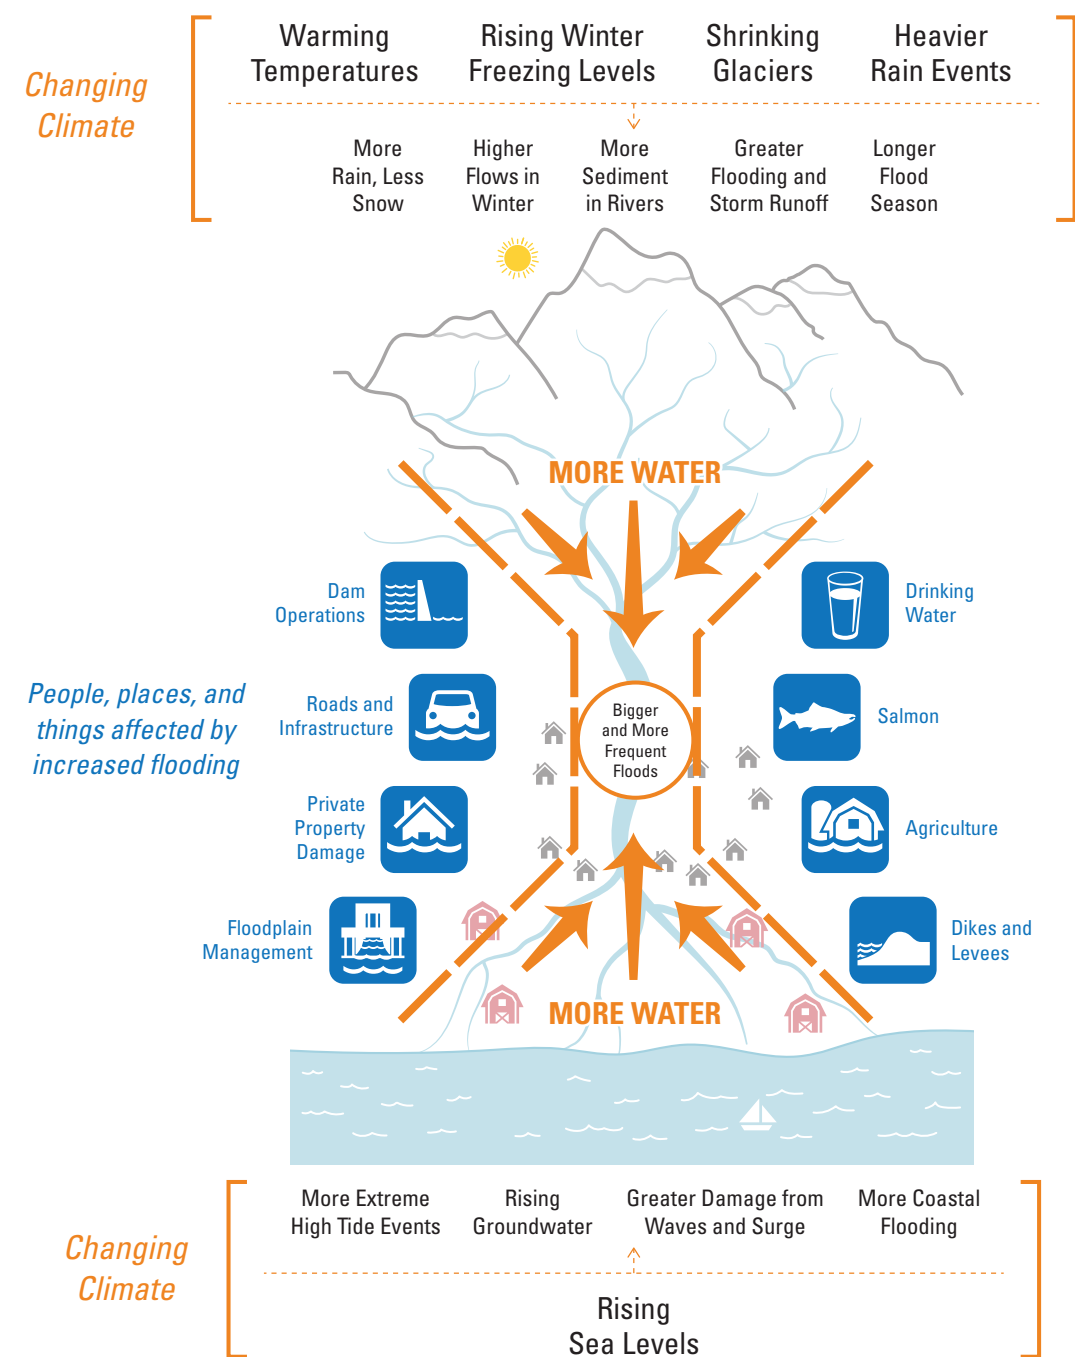 Changing
Climate
Warming
Temperatures
Rising Winter
Freezing Levels
Shrinking
Glaciers
Heavier
Rain Events
More
Rain, Less
Snow
Higher
Flows in
Winter
More
Sediment
in Rivers
Greater
Flooding and
Storm Runoff
Longer
Flood
Season
MORE WATER
People, places, and
things affected by
increased flooding
Dam
Operations
Roads and
Infrastructure
Private
Property
Damage
Floodplain
Management
Bigger
and More
Frequent
Floods
Drinking
Water
Salmon
Agriculture
Dikes and
Levees
MORE WATER
Changing
Climate
More Extreme
High Tide Events
Rising
Groundwater
Greater Damage from
Waves and Surge
More Coastal
Flooding
Rising
Sea Levels